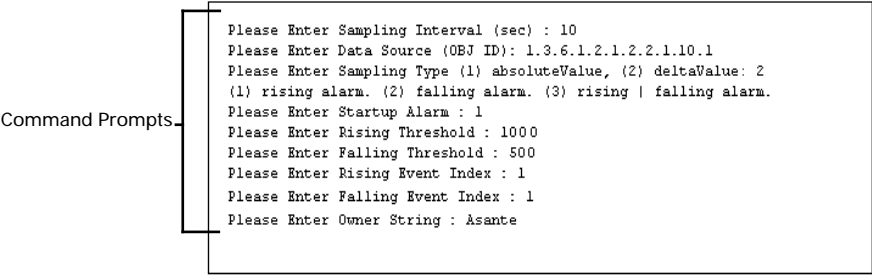 Please Enter Sampling Interval (sec) : 10
Please Enter Data Source (OBJ ID): 1.3.6.1.2.1.2.2.1.10.1
Please Enter Sampling Type (1) absoluteValue, (2) deltaValue: 2
(1) rising alarm. (2) falling alarm. (3) rising | falling alarm.
Please Enter Startup Alarm : 1
Command Prompts
Please Enter Rising Threshold : 1000
Please Enter Falling Threshold : 500
Please Enter Rising Event Index : 1
Please Enter Falling Event Index : 1
Please Enter Owner String : Asante